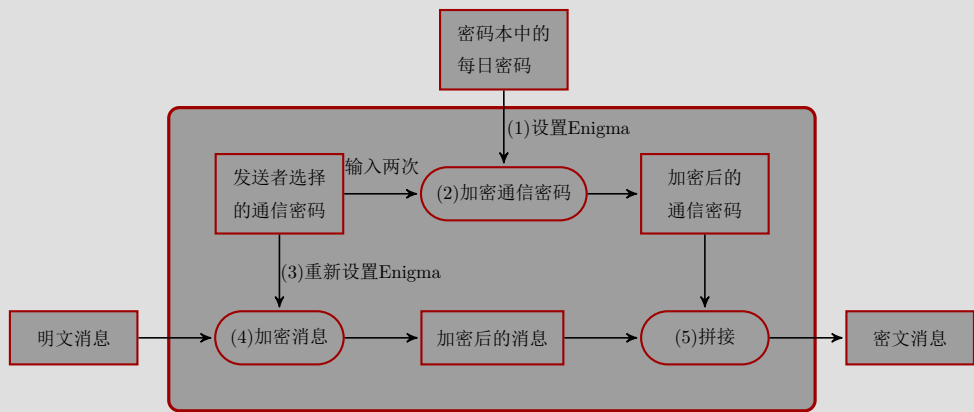 密码本中的
每日密码
(1)设置Enigma
发送者选择
的通信密码
输入两次
(2)加密通信密码
加密后的
通信密码
(3)重新设置Enigma
明文消息
(4)加密消息
加密后的消息
(5)拼接
密文消息